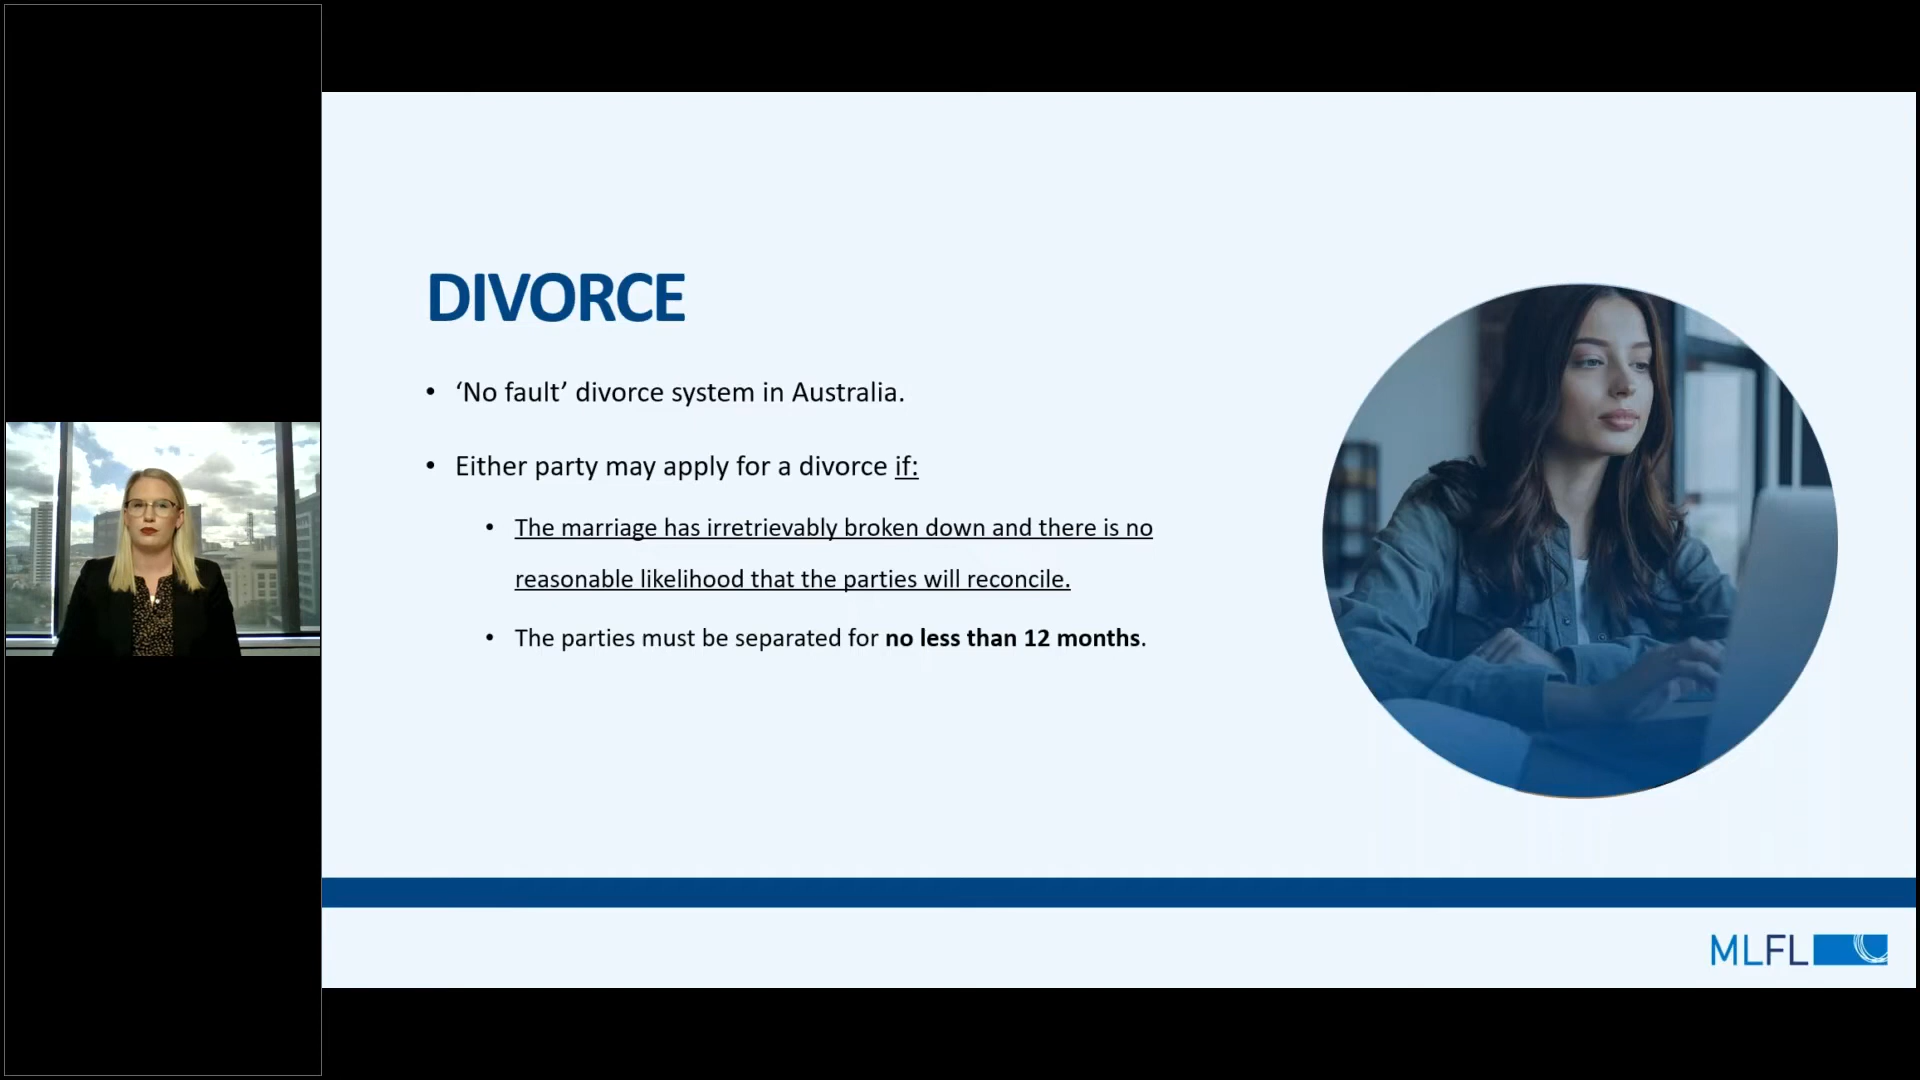 DIVORCE
• ‘No fault’ divorce system in Australia.
• Either party may apply for a divorce if:
• The marriage has irretrievably broken down and there is no
reasonable likelihood that the parties will reconcile.
• The parties must be separated for no less than 12 months.
MLFL